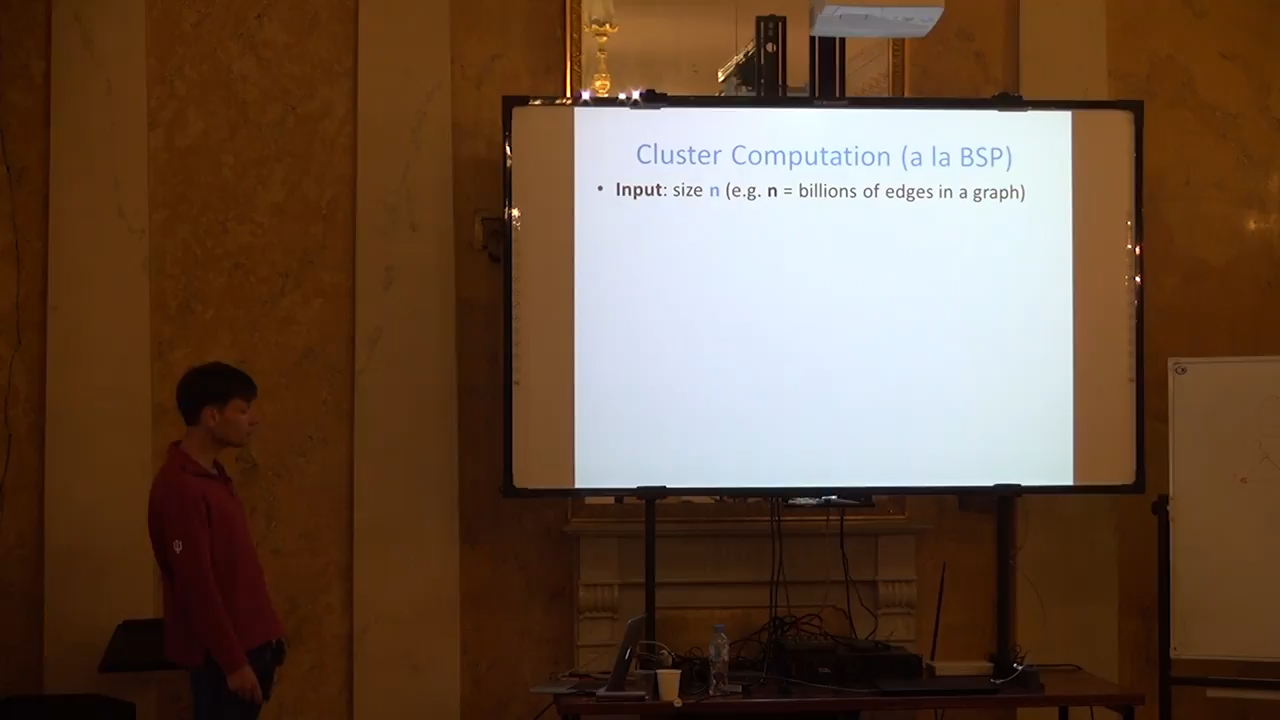 Cluster Computation (a la BSP)
• Input: size n (e.g. n = billions of edges in a graph)